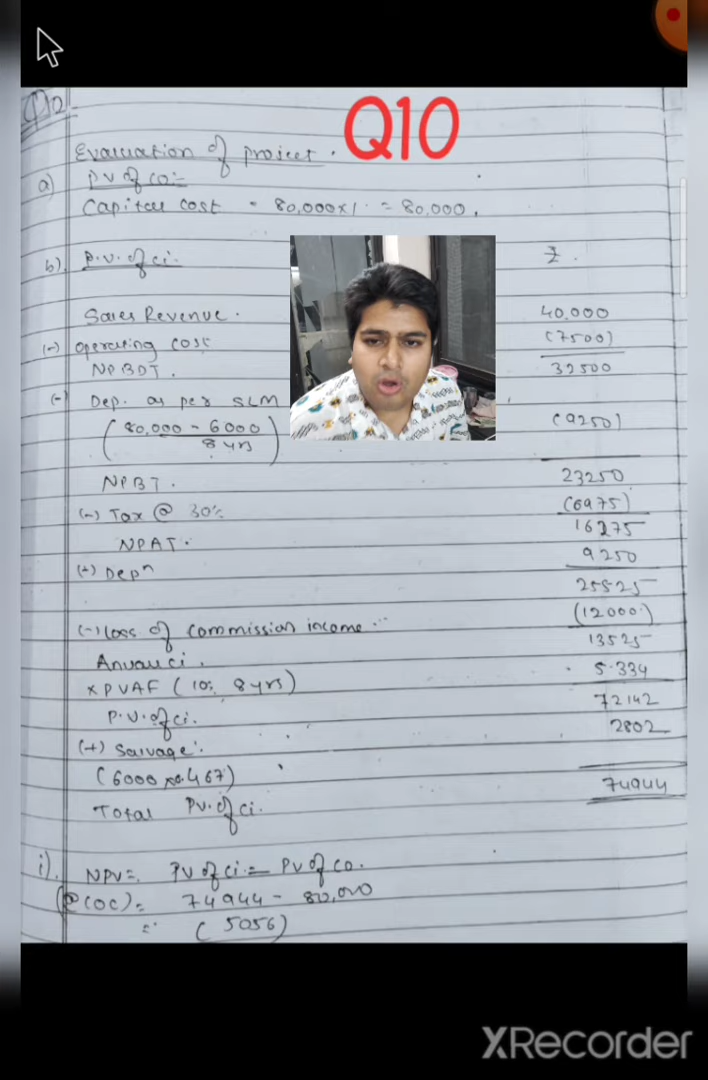 Q10
Evaluation of project.
a) P.V of CO:-
Capital cost = 80,000x1 = 80,000.
b). P.V. of ci. ₹.
Sales Revenue. 40,000
(-) operating cost (7500)
NPBDT. 32500
(-) Dep. as per SLM (9250)
(80,000 - 6000
8 yrs)
NPBT. 23250
(-) Tax @ 30% (6975)
NPAT. 16275
(+) Depⁿ 9250
25525
(-) Loss of commission income... (12000)
Annual ci. 13525
x PVAF (10%, 8 yrs) 5.334
P.V. of ci. 72142
(+) Salvage. 2802
(6000 x 0.467)
Total P.V. of ci. 74944
i). NPV =. PV of ci = PV of CO.
(@ COC) = 74944 - 80,000
= (5056)
XRecorder